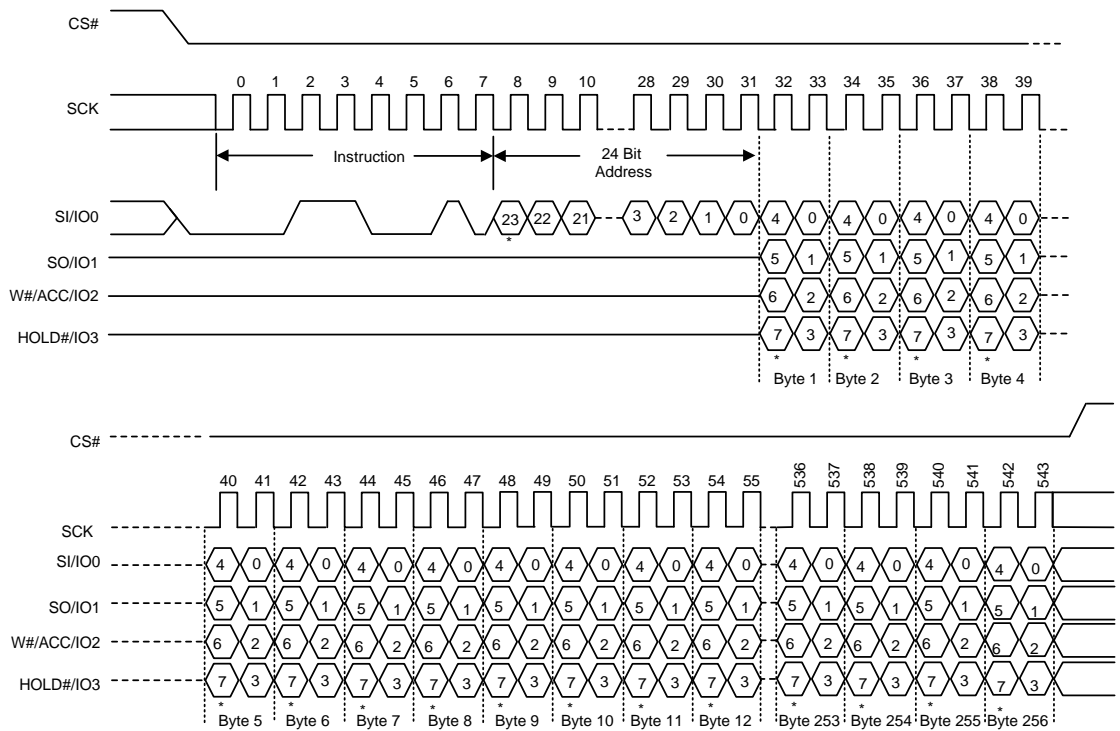 CS#
0 1 2 3 4 5 6 7 8 9 10 28 29 30 31 32 33 34 35 36 37 38 39
SCK
Instruction
24 Bit
Address
SI/IO0 23 22 21 3 2 1 0 4 0 4 0 4 0 4 0
*
SO/IO1 5 1 5 1 5 1 5 1
W#/ACC/IO2 6 2 6 2 6 2 6 2
HOLD#/IO3 7 3 7 3 7 3 7 3
* * * *
Byte 1 Byte 2 Byte 3 Byte 4
CS#
40 41 42 43 44 45 46 47 48 49 50 51 52 53 54 55 536 537 538 539 540 541 542 543
SCK
SI/IO0 4 0 4 0 4 0 4 0 4 0 4 0 4 0 4 0 4 0 4 0 4 0 4 0
SO/IO1 5 1 5 1 5 1 5 1 5 1 5 1 5 1 5 1 5 1 5 1 5 1 5 1
W#/ACC/IO2 6 2 6 2 6 2 6 2 6 2 6 2 6 2 6 2 6 2 6 2 6 2 6 2
HOLD#/IO3 7 3 7 3 7 3 7 3 7 3 7 3 7 3 7 3 7 3 7 3 7 3 7 3
* * * * * * * * * * * *
Byte 5 Byte 6 Byte 7 Byte 8 Byte 9 Byte 10 Byte 11 Byte 12 Byte 253 Byte 254 Byte 255 Byte 256